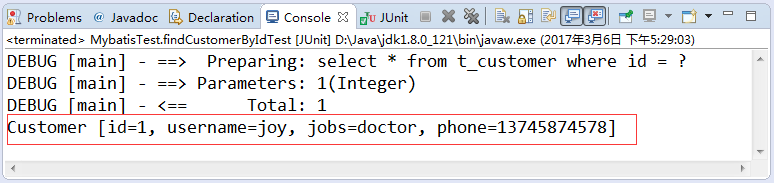 Problems @ Javadoc Declaration Console JUnit
<terminated> MybatisTest.findCustomerByIdTest [JUnit] D:\Java\jdk1.8.0_121\bin\javaw.exe (2017年3月6日 下午5:29:03)
DEBUG [main] - ==>  Preparing: select * from t_customer where id = ?
DEBUG [main] - ==> Parameters: 1(Integer)
DEBUG [main] - <==      Total: 1
Customer [id=1, username=joy, jobs=doctor, phone=13745874578]